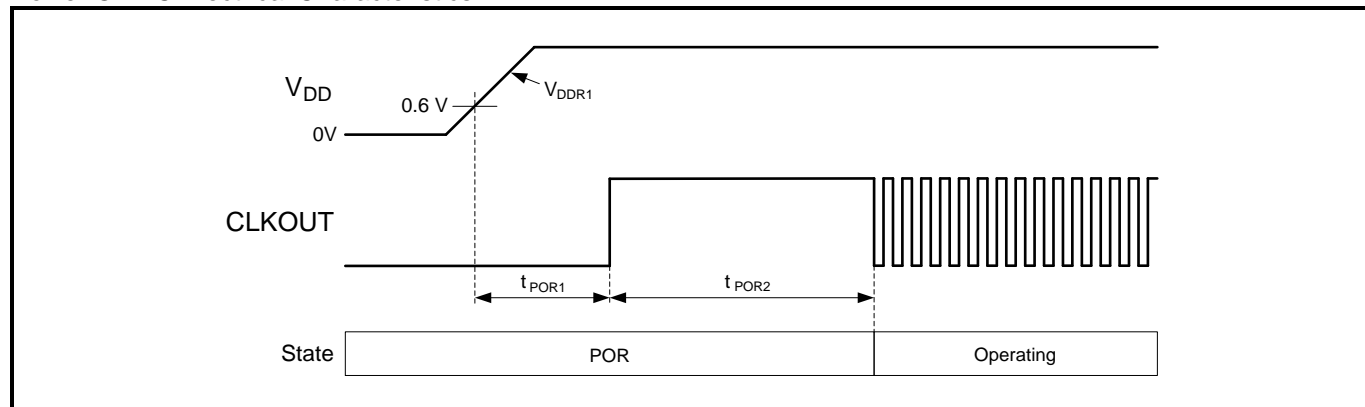 VDD
VDDR1
0.6 V
0V
CLKOUT
tPOR1
tPOR2
State
POR
Operating